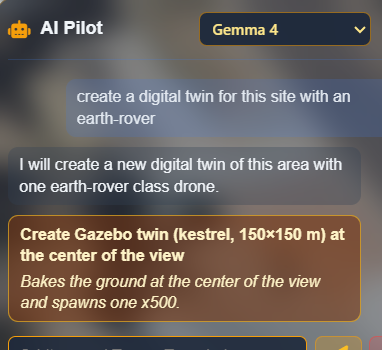 AI Pilot
Gemma 4
create a digital twin for this site with an
earth-rover
I will create a new digital twin of this area with
one earth-rover class drone.
Create Gazebo twin (kestrel, 150×150 m) at
the center of the view
Bakes the ground at the center of the view
and spawns one x500.